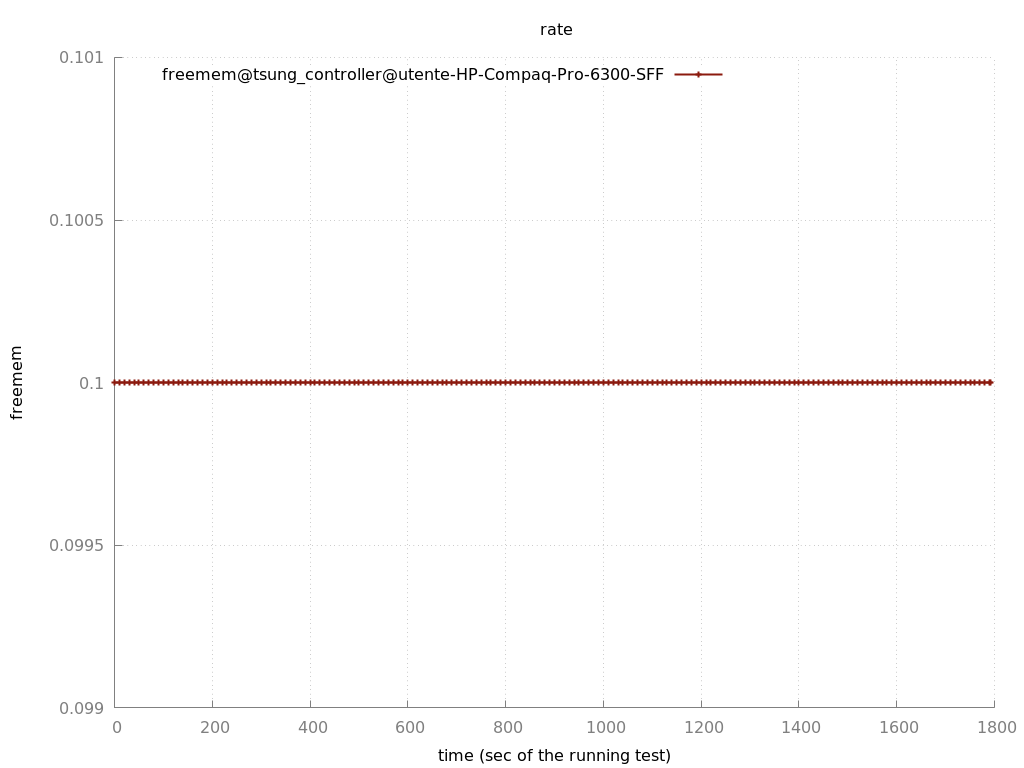 rate
freemem@tsung_controller@utente-HP-Compaq-Pro-6300-SFF
0.101
0.1005
0.1
0.0995
0.099
freemem
0 200 400 600 800 1000 1200 1400 1600 1800
time (sec of the running test)